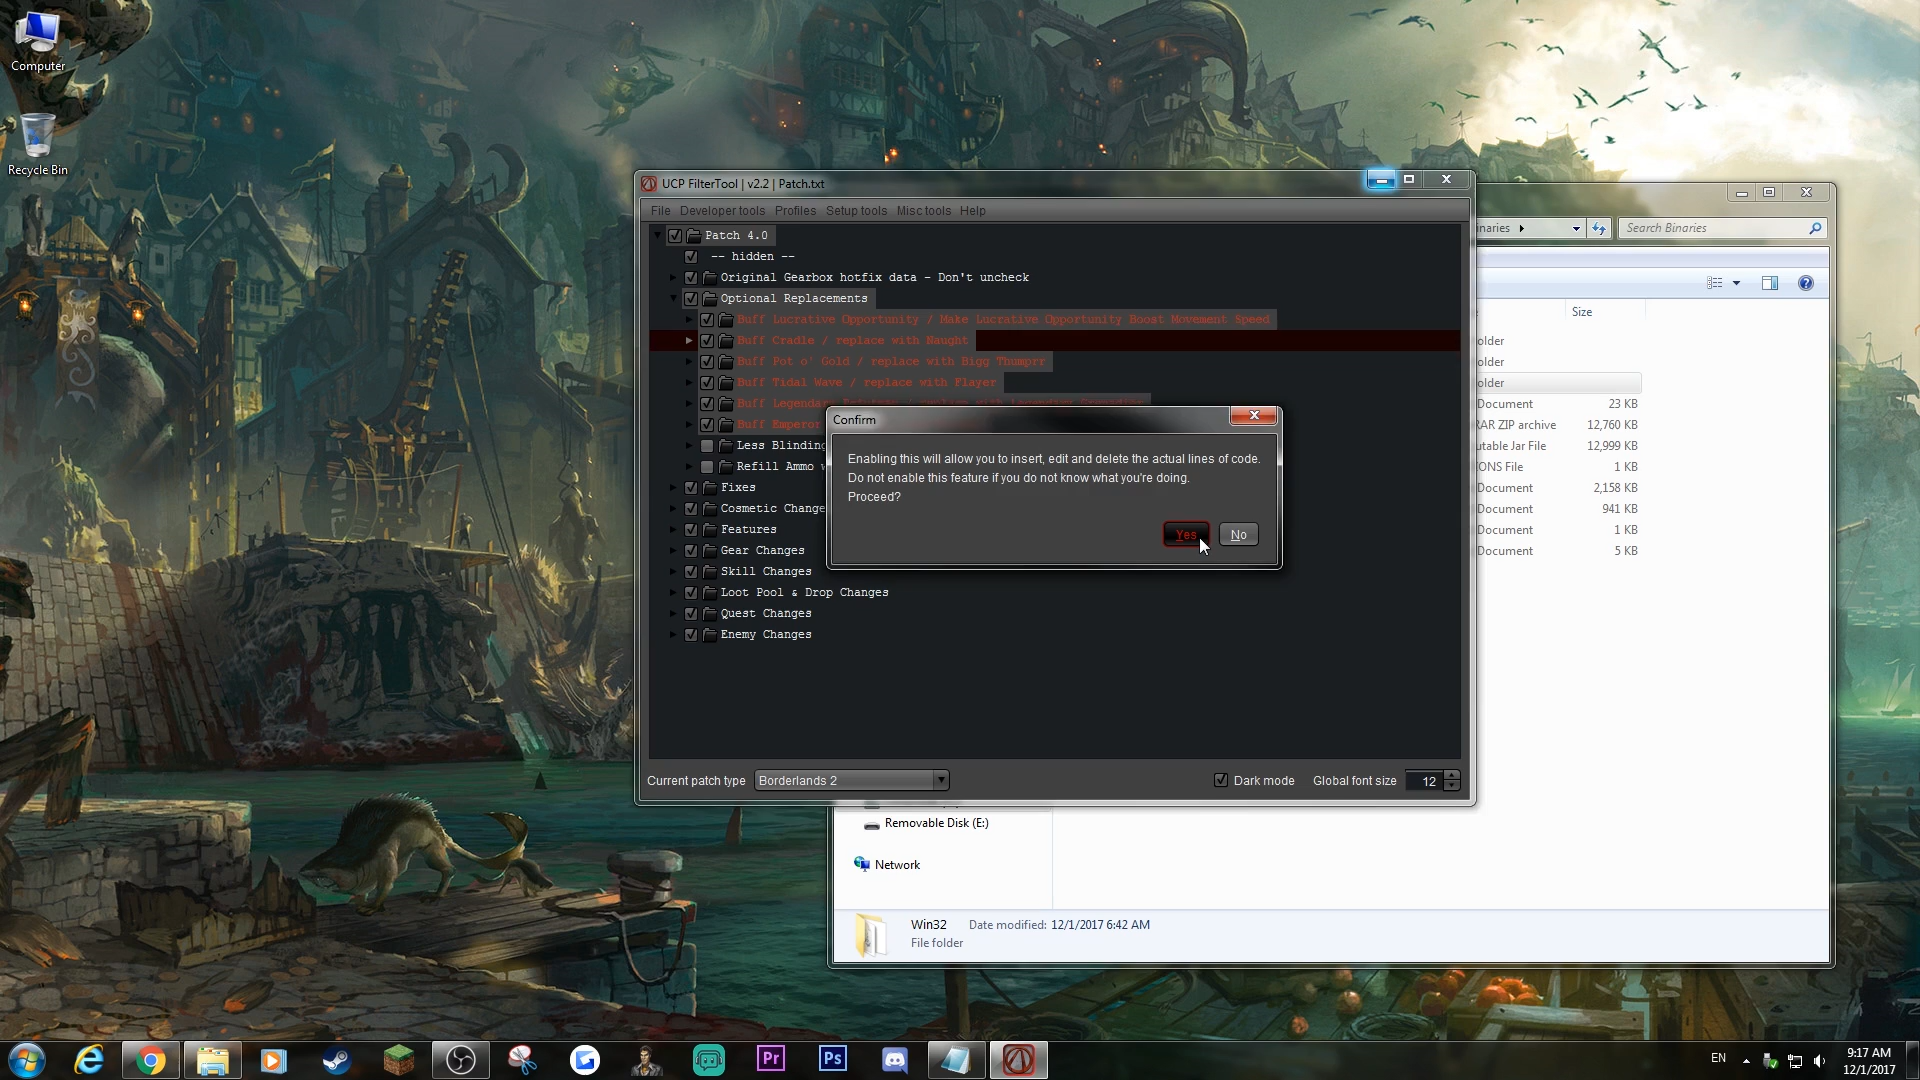 Computer
Recycle Bin
UCP FilterTool | v2.2 | Patch.txt
File Developer tools Profiles Setup tools Misc tools Help
Patch 4.0
-- hidden --
Original Gearbox hotfix data - Don't uncheck
Optional Replacements
Buff Lucrative Opportunity / Make Lucrative Opportunity Boost Movement Speed
Buff Cradle / replace with Naught
Buff Pot o' Gold / replace with Bigg Thumprr
Buff Tidal Wave / replace with Flayer
Buff Legendary
Buff Emperor
Less Blinding
Refill Ammo
Fixes
Cosmetic Change
Features
Gear Changes
Skill Changes
Loot Pool & Drop Changes
Quest Changes
Enemy Changes
Confirm
Enabling this will allow you to insert, edit and delete the actual lines of code.
Do not enable this feature if you do not know what you're doing.
Proceed?
Yes No
Current patch type Borderlands 2
Dark mode Global font size 12
inaries
Search Binaries
Size
older
older
older
Document 23 KB
RAR ZIP archive 12,760 KB
utable Jar File 12,999 KB
IONS File 1 KB
Document 2,158 KB
Document 941 KB
Document 1 KB
Document 5 KB
Removable Disk (E:)
Network
Win32 Date modified: 12/1/2017 6:42 AM
File folder
Pr
Ps
EN
9:17 AM
12/1/2017